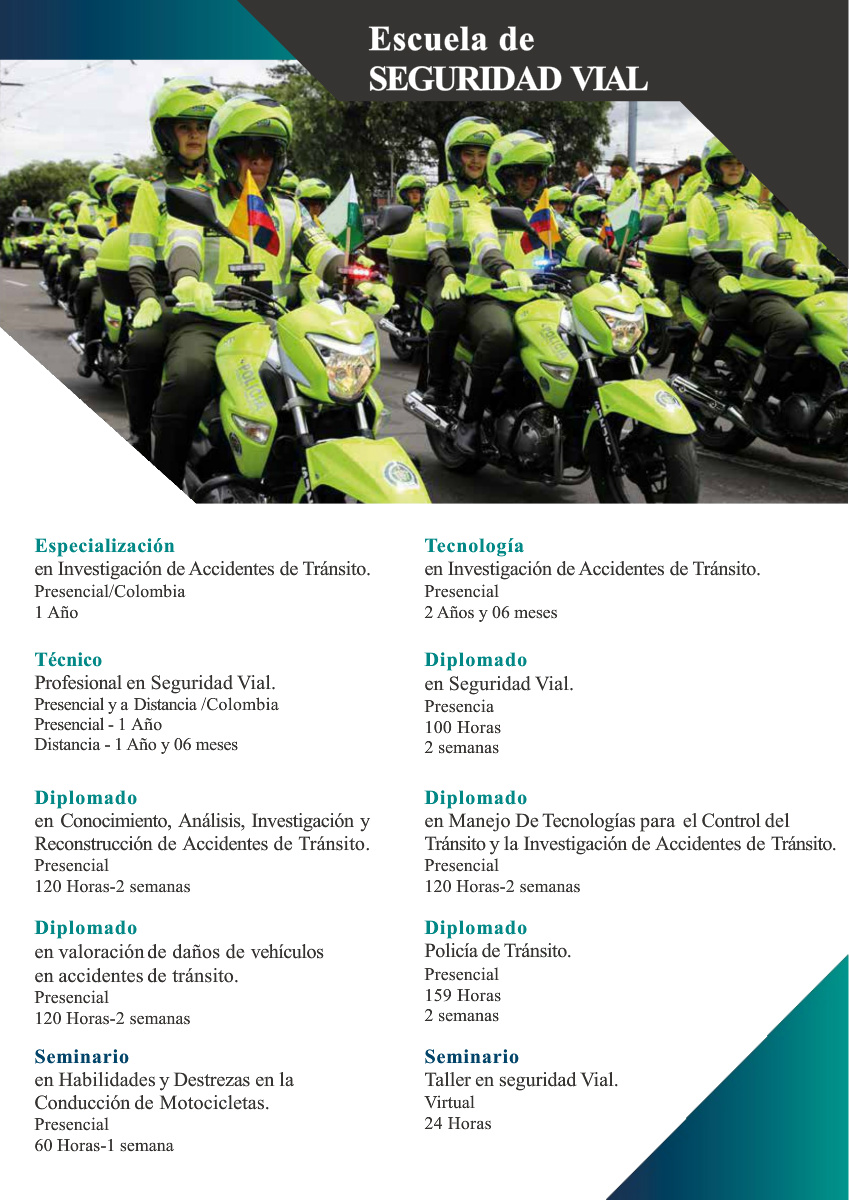 Escuela de
SEGURIDAD VIAL
POLICIA
Especialización
en Investigación de Accidentes de Tránsito.
Presencial/Colombia
1 Año
Técnico
Profesional en Seguridad Vial.
Presencial y a Distancia /Colombia
Presencial - 1 Año
Distancia - 1 Año y 06 meses
Diplomado
en Conocimiento, Análisis, Investigación y
Reconstrucción de Accidentes de Tránsito.
Presencial
120 Horas-2 semanas
Diplomado
en valoración de daños de vehículos
en accidentes de tránsito.
Presencial
120 Horas-2 semanas
Seminario
en Habilidades y Destrezas en la
Conducción de Motocicletas.
Presencial
60 Horas-1 semana
Tecnología
en Investigación de Accidentes de Tránsito.
Presencial
2 Años y 06 meses
Diplomado
en Seguridad Vial.
Presencia
100 Horas
2 semanas
Diplomado
en Manejo De Tecnologías para el Control del
Tránsito y la Investigación de Accidentes de Tránsito.
Presencial
120 Horas-2 semanas
Diplomado
Policía de Tránsito.
Presencial
159 Horas
2 semanas
Seminario
Taller en seguridad Vial.
Virtual
24 Horas